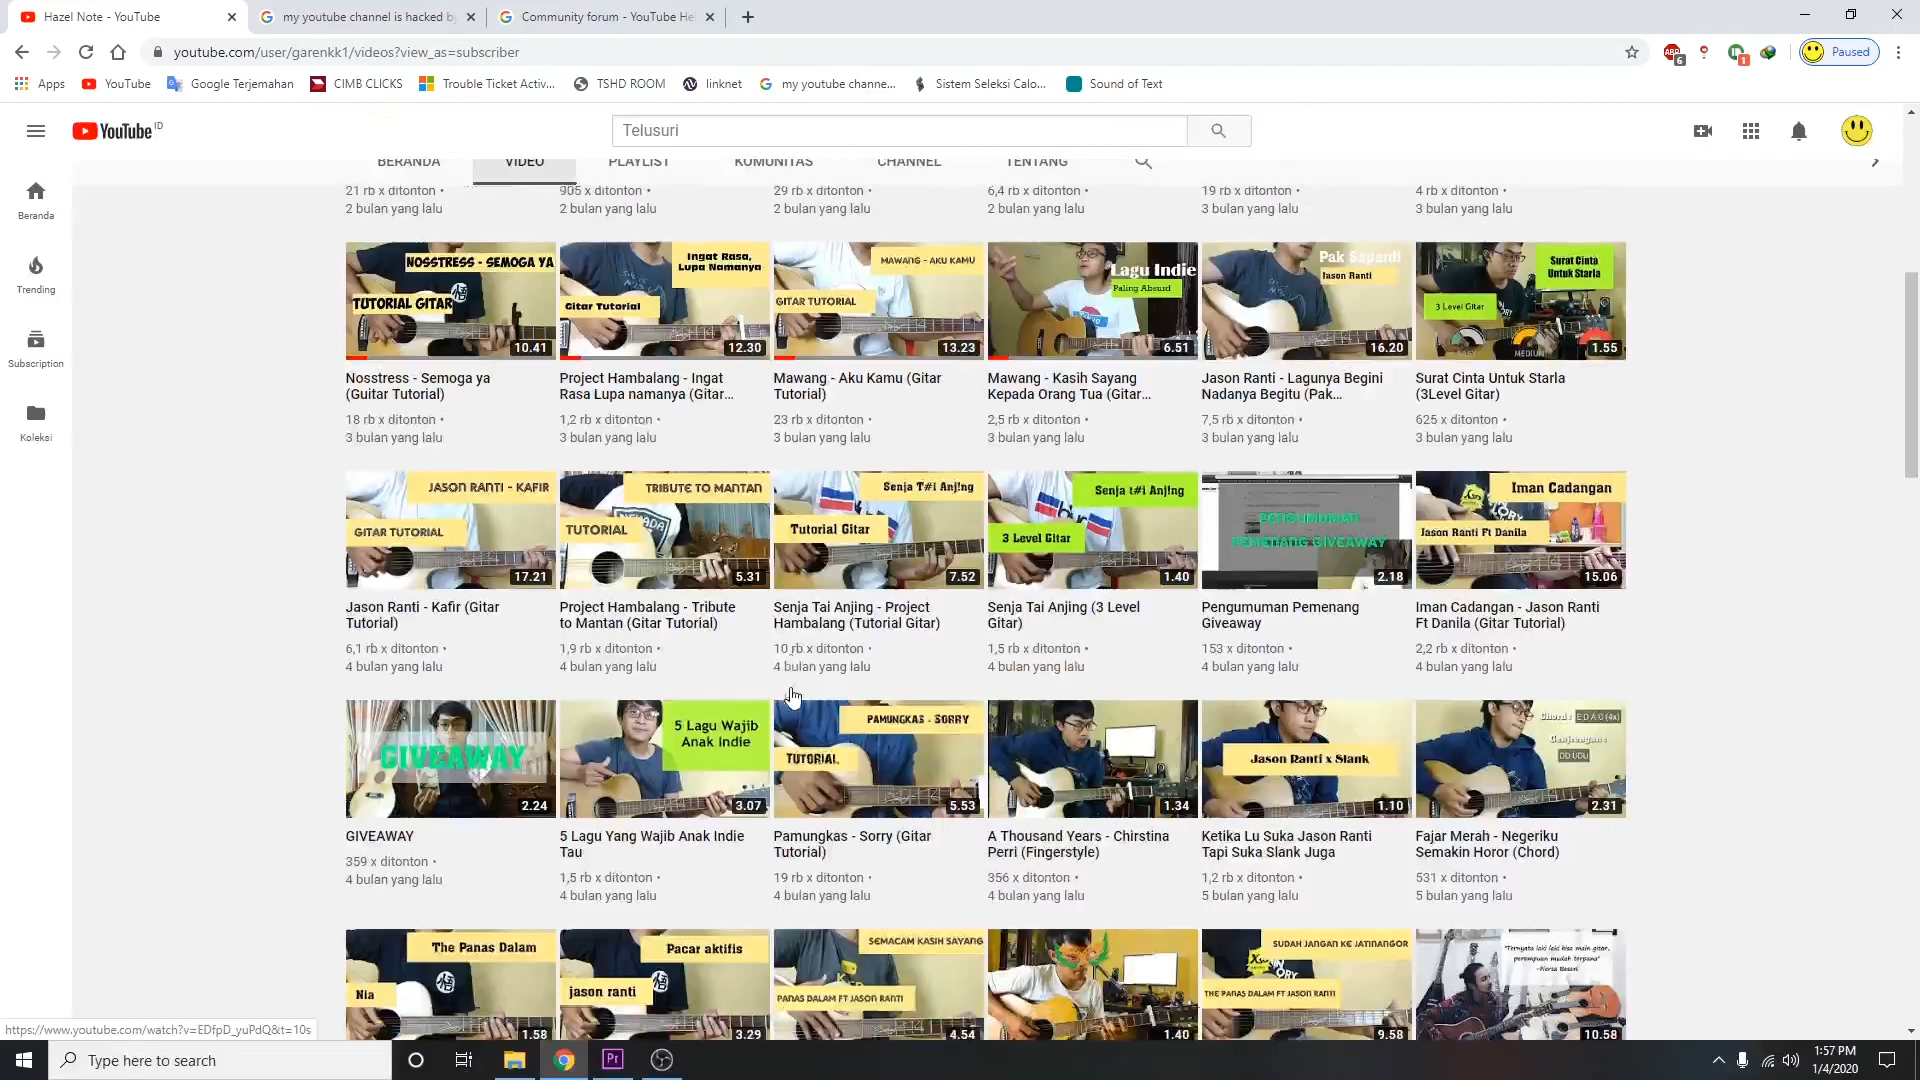 Hazel Note - YouTube
my youtube channel is hacked by
Community forum - YouTube He
youtube.com/user/garenkk1/videos?view_as=subscriber
ABP
6
1
Paused
Apps
YouTube
Google Terjemahan
CIMB CLICKS
Trouble Ticket Activ...
TSHD ROOM
linknet
my youtube channe...
Sistem Seleksi Calo...
Sound of Text
YouTube ID
Telusuri
BERANDA
VIDEO
PLAYLIST
KOMUNITAS
CHANNEL
TENTANG
Beranda
Trending
Subscription
Koleksi
21 rb x ditonton •
2 bulan yang lalu
905 x ditonton •
2 bulan yang lalu
29 rb x ditonton •
2 bulan yang lalu
6,4 rb x ditonton •
2 bulan yang lalu
19 rb x ditonton •
3 bulan yang lalu
4 rb x ditonton •
3 bulan yang lalu
NOSSTRESS - SEMOGA YA
TUTORIAL GITAR
10.41
Nosstress - Semoga ya
(Guitar Tutorial)
18 rb x ditonton •
3 bulan yang lalu
Ingat Rasa,
Lupa Namanya
Gitar Tutorial
12.30
Project Hambalang - Ingat
Rasa Lupa namanya (Gitar...
1,2 rb x ditonton •
3 bulan yang lalu
MAWANG - AKU KAMU
GITAR TUTORIAL
13.23
Mawang - Aku Kamu (Gitar
Tutorial)
23 rb x ditonton •
3 bulan yang lalu
Lagu Indie
Paling Absurd
6.51
Mawang - Kasih Sayang
Kepada Orang Tua (Gitar...
2,5 rb x ditonton •
3 bulan yang lalu
Pak Sapardi
Jason Ranti
16.20
Jason Ranti - Lagunya Begini
Nadanya Begitu (Pak...
7,5 rb x ditonton •
3 bulan yang lalu
Surat Cinta
Untuk Starla
3 Level Gitar
MEDIUM
1.55
Surat Cinta Untuk Starla
(3Level Gitar)
625 x ditonton •
3 bulan yang lalu
JASON RANTI - KAFIR
GITAR TUTORIAL
17.21
Jason Ranti - Kafir (Gitar
Tutorial)
6,1 rb x ditonton •
4 bulan yang lalu
TRIBUTE TO MANTAN
TUTORIAL
5.31
Project Hambalang - Tribute
to Mantan (Gitar Tutorial)
1,9 rb x ditonton •
4 bulan yang lalu
Senja T#i Anj!ng
Tutorial Gitar
7.52
Senja Tai Anjing - Project
Hambalang (Tutorial Gitar)
10 rb x ditonton •
4 bulan yang lalu
Senja t#i Anj!ng
3 Level Gitar
1.40
Senja Tai Anjing (3 Level
Gitar)
1,5 rb x ditonton •
4 bulan yang lalu
PENGUMUMAN
PEMENANG GIVEAWAY
2.18
Pengumuman Pemenang
Giveaway
153 x ditonton •
4 bulan yang lalu
Iman Cadangan
Jason Ranti Ft Danila
15.06
Iman Cadangan - Jason Ranti
Ft Danila (Gitar Tutorial)
2,2 rb x ditonton •
4 bulan yang lalu
GIVEAWAY
2.24
GIVEAWAY
359 x ditonton •
4 bulan yang lalu
5 Lagu Wajib
Anak Indie
3.07
5 Lagu Yang Wajib Anak Indie
Tau
1,5 rb x ditonton •
4 bulan yang lalu
PAMUNGKAS - SORRY
TUTORIAL
5.53
Pamungkas - Sorry (Gitar
Tutorial)
19 rb x ditonton •
4 bulan yang lalu
1.34
A Thousand Years - Chirstina
Perri (Fingerstyle)
356 x ditonton •
4 bulan yang lalu
Jason Ranti x Slank
1.10
Ketika Lu Suka Jason Ranti
Tapi Suka Slank Juga
1,2 rb x ditonton •
5 bulan yang lalu
Chord: E D A C (4x)
Genjrengan:
DD UDU
2.31
Fajar Merah - Negeriku
Semakin Horor (Chord)
531 x ditonton •
5 bulan yang lalu
The Panas Dalam
Nia
1.58
Pacar aktifis
jason ranti
3.29
SEMACAM KASIH SAYANG
PANAS DALAM FT JASON RANTI
4.54
1.40
SUDAH JANGAN KE JATINANGOR
THE PANAS DALAM FT JASON RANTI
9.58
"Ternyata laki laki bisa main gitar,
perempuan mudah terpana"
10.58
https://www.youtube.com/watch?v=EDfpD_yuPdQ&t=10s
Type here to search
Pr
1:57 PM
1/4/2020